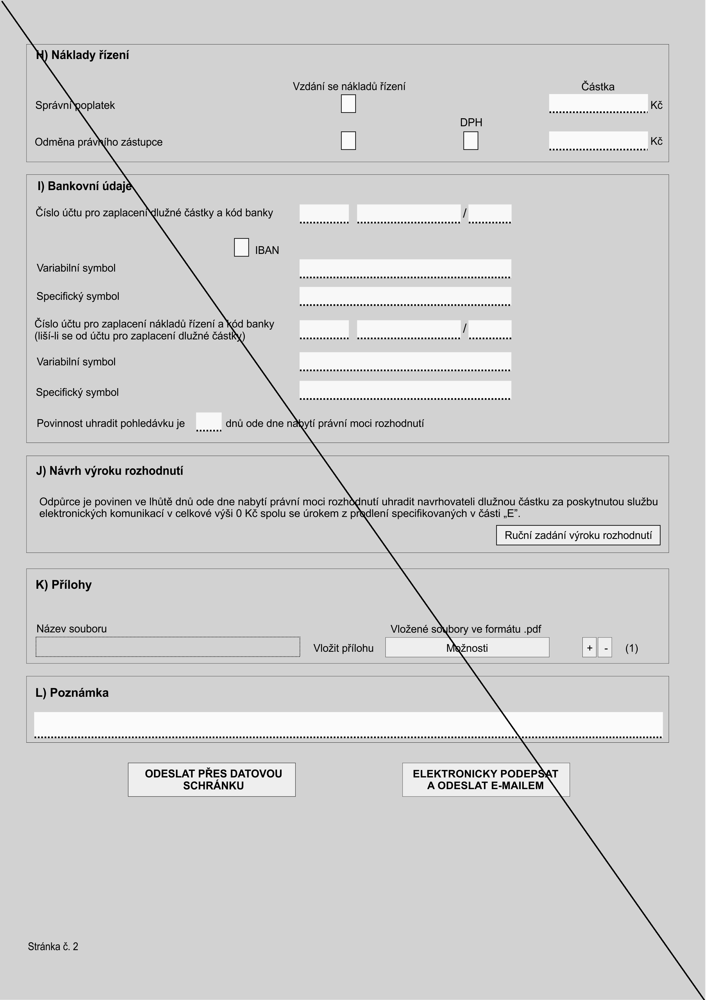 H) Náklady řízení
Vzdání se nákladů řízení Částka
Správní poplatek Kč
DPH
Odměna právního zástupce Kč
I) Bankovní údaje
Číslo účtu pro zaplacení dlužné částky a kód banky /
IBAN
Variabilní symbol
Specifický symbol
Číslo účtu pro zaplacení nákladů řízení a kód banky /
(liší-li se od účtu pro zaplacení dlužné částky)
Variabilní symbol
Specifický symbol
Povinnost uhradit pohledávku je dnů ode dne nabytí právní moci rozhodnutí
J) Návrh výroku rozhodnutí
Odpůrce je povinen ve lhůtě dnů ode dne nabytí právní moci rozhodnutí uhradit navrhovateli dlužnou částku za poskytnutou službu
elektronických komunikací v celkové výši 0 Kč spolu se úrokem z prodlení specifikovaných v části „E”.
Ruční zadání výroku rozhodnutí
K) Přílohy
Název souboru Vložené soubory ve formátu .pdf
Vložit přílohu Možnosti + - (1)
L) Poznámka
ODESLAT PŘES DATOVOU
SCHRÁNKU
ELEKTRONICKY PODEPSAT
A ODESLAT E-MAILEM
Stránka č. 2